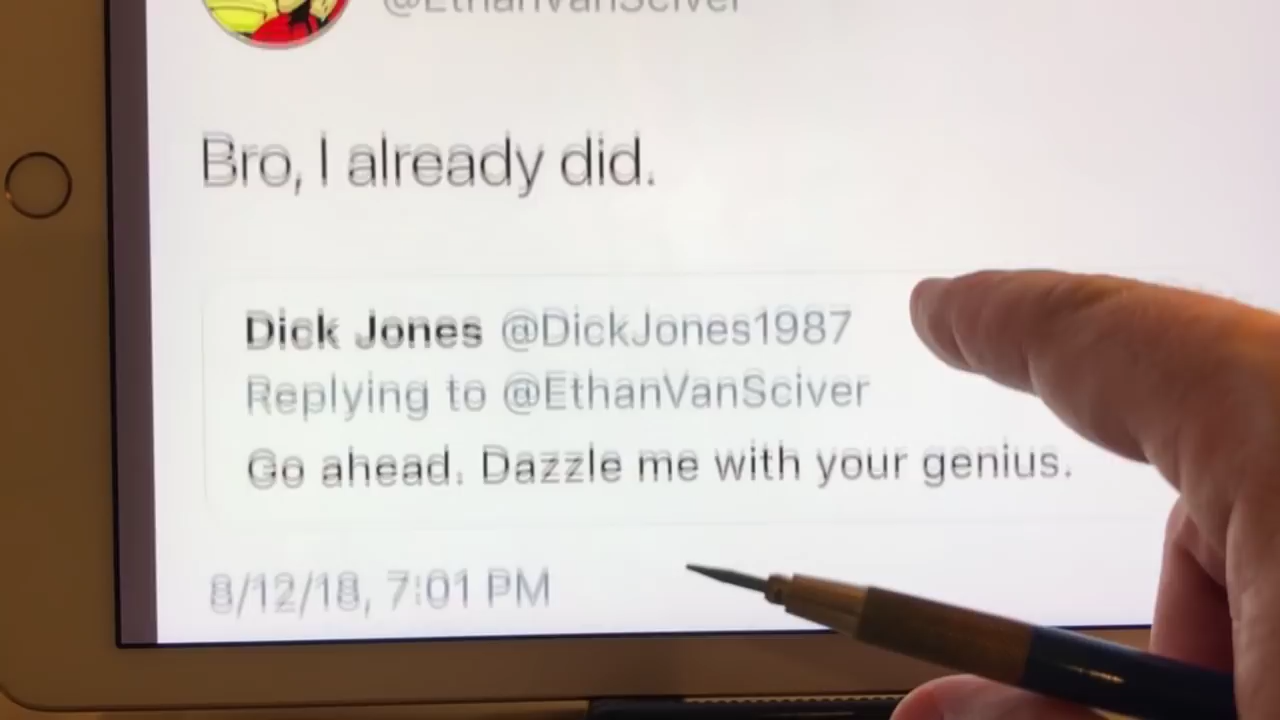 @EthanVanSciver
Bro, I already did.
Dick Jones @DickJones1987
Replying to @EthanVanSciver
Go ahead. Dazzle me with your genius.
8/12/18, 7:01 PM